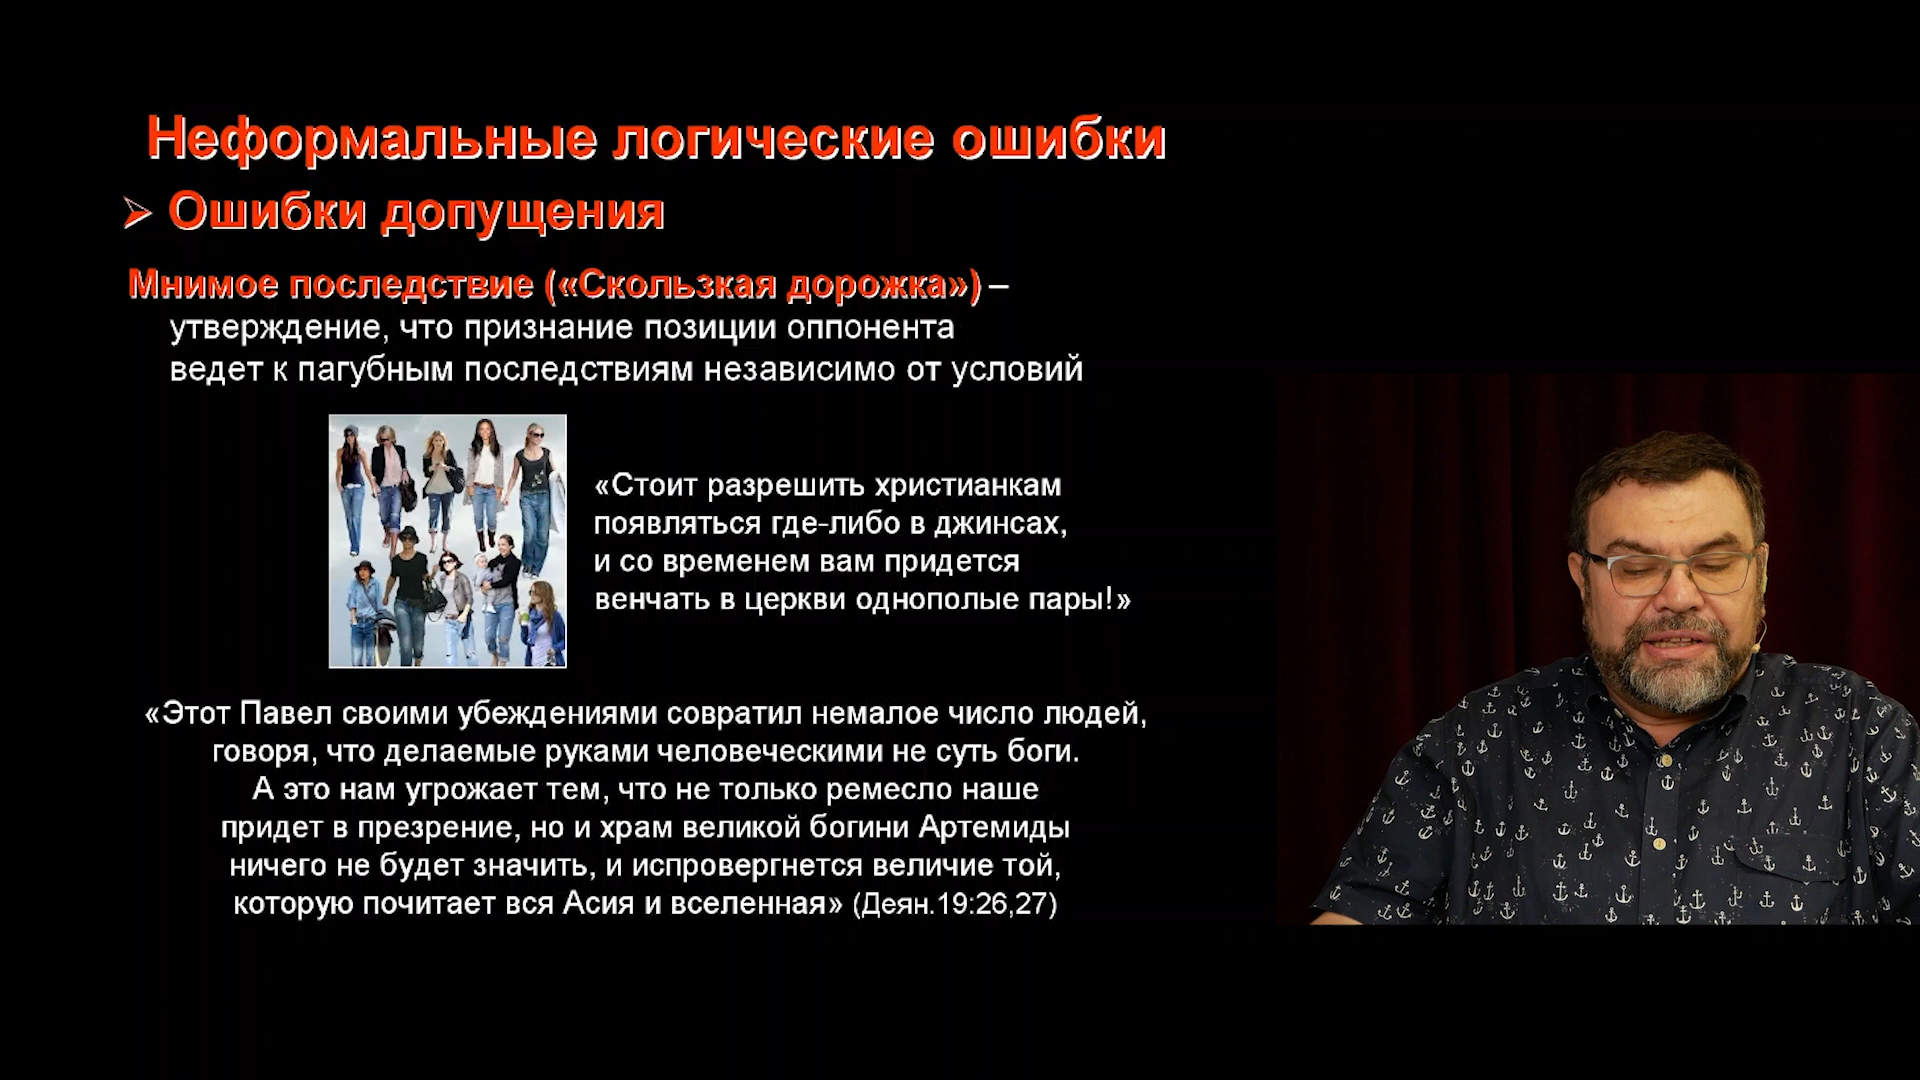 Неформальные логические ошибки
Ошибки допущения
Мнимое последствие («Скользкая дорожка») –
утверждение, что признание позиции оппонента
ведет к пагубным последствиям независимо от условий
«Стоит разрешить христианкам
появляться где-либо в джинсах,
и со временем вам придется
венчать в церкви однополые пары!»
«Этот Павел своими убеждениями совратил немалое число людей,
говоря, что делаемые руками человеческими не суть боги.
А это нам угрожает тем, что не только ремесло наше
придет в презрение, но и храм великой богини Артемиды
ничего не будет значить, и испровергнется величие той,
которую почитает вся Асия и вселенная» (Деян.19:26,27)